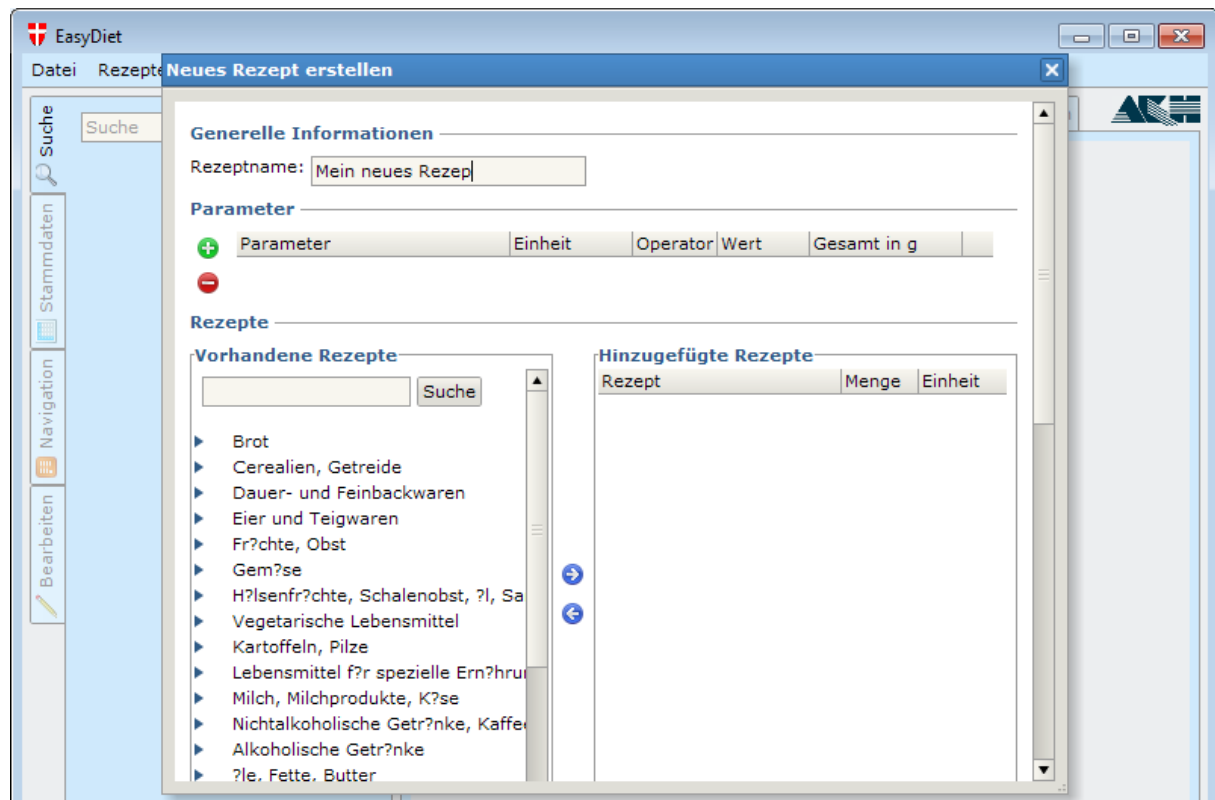 EasyDiet
Datei Rezepte
Neues Rezept erstellen
Suche
Stammdaten
Navigation
Bearbeiten
Suche
AKH
Generelle Informationen
Rezeptname: Mein neues Rezep
Parameter
Parameter Einheit Operator Wert Gesamt in g
Rezepte
Vorhandene Rezepte
Suche
Brot
Cerealien, Getreide
Dauer- und Feinbackwaren
Eier und Teigwaren
Fr?chte, Obst
Gem?se
H?lsenfr?chte, Schalenobst, ?l, Sa
Vegetarische Lebensmittel
Kartoffeln, Pilze
Lebensmittel f?r spezielle Ern?hru
Milch, Milchprodukte, K?se
Nichtalkoholische Getr?nke, Kaffe
Alkoholische Getr?nke
?le, Fette, Butter
Hinzugefügte Rezepte
Rezept Menge Einheit